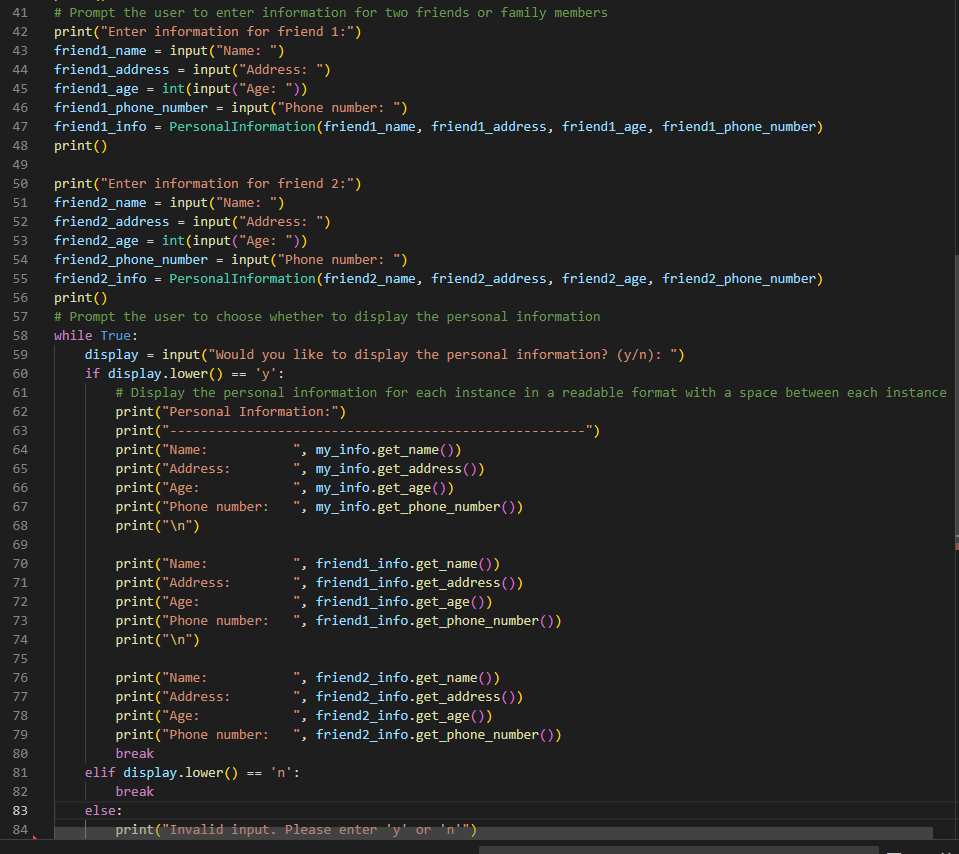 41 # Prompt the user to enter information for two friends or family members
42 print("Enter information for friend 1:")
43 friend1_name = input("Name: ")
44 friend1_address = input("Address: ")
45 friend1_age = int(input("Age: "))
46 friend1_phone_number = input("Phone number: ")
47 friend1_info = PersonalInformation(friend1_name, friend1_address, friend1_age, friend1_phone_number)
48 print()
49
50 print("Enter information for friend 2:")
51 friend2_name = input("Name: ")
52 friend2_address = input("Address: ")
53 friend2_age = int(input("Age: "))
54 friend2_phone_number = input("Phone number: ")
55 friend2_info = PersonalInformation(friend2_name, friend2_address, friend2_age, friend2_phone_number)
56 print()
57 # Prompt the user to choose whether to display the personal information
58 while True:
59     display = input("Would you like to display the personal information? (y/n): ")
60     if display.lower() == 'y':
61         # Display the personal information for each instance in a readable format with a space between each instance
62         print("Personal Information:")
63         print("------------------------------------------------------")
64         print("Name:           ", my_info.get_name())
65         print("Address:        ", my_info.get_address())
66         print("Age:            ", my_info.get_age())
67         print("Phone number:   ", my_info.get_phone_number())
68         print("\n")
69
70         print("Name:           ", friend1_info.get_name())
71         print("Address:        ", friend1_info.get_address())
72         print("Age:            ", friend1_info.get_age())
73         print("Phone number:   ", friend1_info.get_phone_number())
74         print("\n")
75
76         print("Name:           ", friend2_info.get_name())
77         print("Address:        ", friend2_info.get_address())
78         print("Age:            ", friend2_info.get_age())
79         print("Phone number:   ", friend2_info.get_phone_number())
80         break
81     elif display.lower() == 'n':
82         break
83     else:
84         print("Invalid input. Please enter 'y' or 'n'")